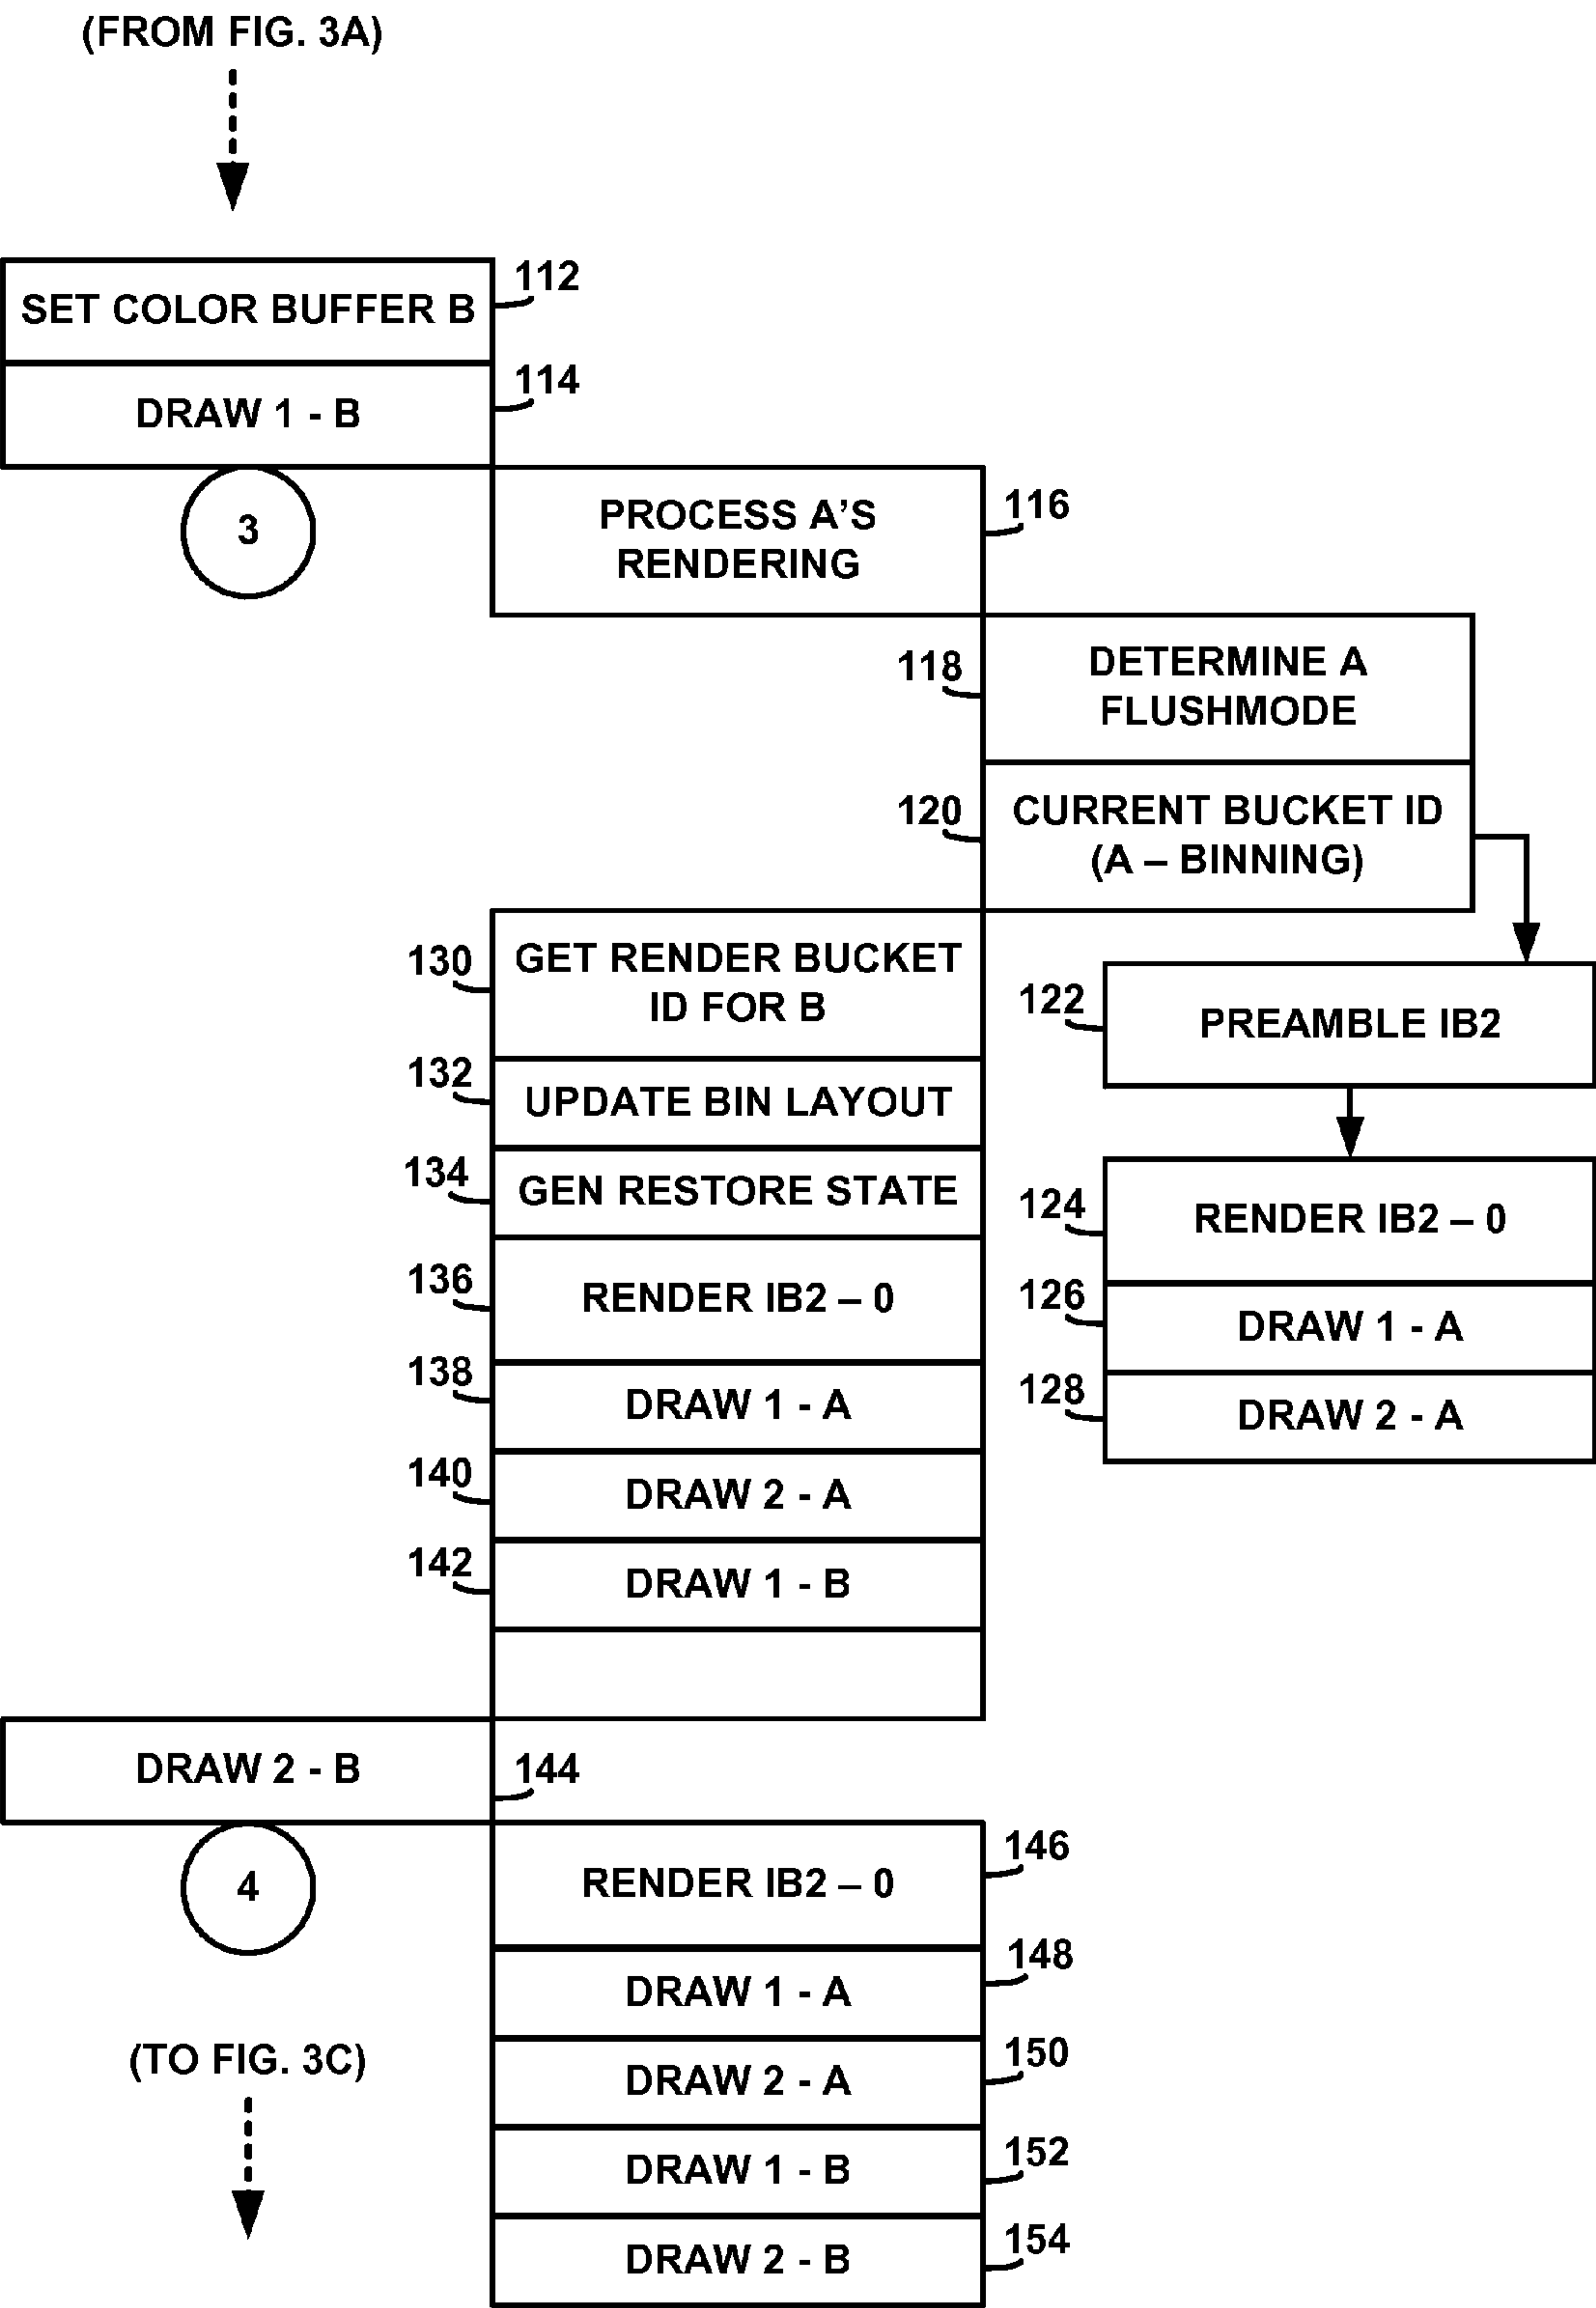 (FROM FIG. 3A)
SET COLOR BUFFER B
112
DRAW 1 - B
114
3
PROCESS A’S
RENDERING
116
118
DETERMINE A
FLUSHMODE
120
CURRENT BUCKET ID
(A – BINNING)
122
PREAMBLE IB2
124
RENDER IB2 – 0
126
DRAW 1 - A
128
DRAW 2 - A
130
GET RENDER BUCKET
ID FOR B
132
UPDATE BIN LAYOUT
134
GEN RESTORE STATE
136
RENDER IB2 – 0
138
DRAW 1 - A
140
DRAW 2 - A
142
DRAW 1 - B
DRAW 2 - B
144
4
RENDER IB2 – 0
146
DRAW 1 - A
148
DRAW 2 - A
150
DRAW 1 - B
152
DRAW 2 - B
154
(TO FIG. 3C)